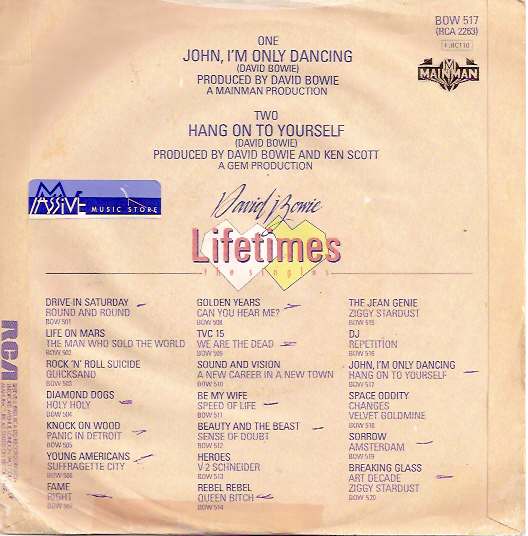 ONE
JOHN, I'M ONLY DANCING
(DAVID BOWIE)
PRODUCED BY DAVID BOWIE
A MAINMAN PRODUCTION
BOW 517
(RCA 2263)
MAINMAN
TWO
HANG ON TO YOURSELF
(DAVID BOWIE)
PRODUCED BY DAVID BOWIE AND KEN SCOTT
A GEM PRODUCTION
MASSIVE MUSIC STORE
David Bowie
Lifetimes
the singles
DRIVE-IN SATURDAY
ROUND AND ROUND
BOW 501
LIFE ON MARS
THE MAN WHO SOLD THE WORLD
BOW 502
ROCK 'N' ROLL SUICIDE
QUICKSAND
BOW 503
DIAMOND DOGS
HOLY HOLY
BOW 504
KNOCK ON WOOD
PANIC IN DETROIT
BOW 505
YOUNG AMERICANS
SUFFRAGETTE CITY
BOW 506
FAME
RIGHT
BOW 507
GOLDEN YEARS
CAN YOU HEAR ME?
BOW 508
TVC 15
WE ARE THE DEAD
BOW 509
SOUND AND VISION
A NEW CAREER IN A NEW TOWN
BOW 510
BE MY WIFE
SPEED OF LIFE
BOW 511
BEAUTY AND THE BEAST
SENSE OF DOUBT
BOW 512
HEROES
V-2 SCHNEIDER
BOW 513
REBEL REBEL
QUEEN BITCH
BOW 514
THE JEAN GENIE
ZIGGY STARDUST
BOW 515
DJ
REPETITION
BOW 516
JOHN, I'M ONLY DANCING
HANG ON TO YOURSELF
BOW 517
SPACE ODDITY
CHANGES
VELVET GOLDMINE
BOW 518
SORROW
AMSTERDAM
BOW 519
BREAKING GLASS
ART DECADE
ZIGGY STARDUST
BOW 520
RCA